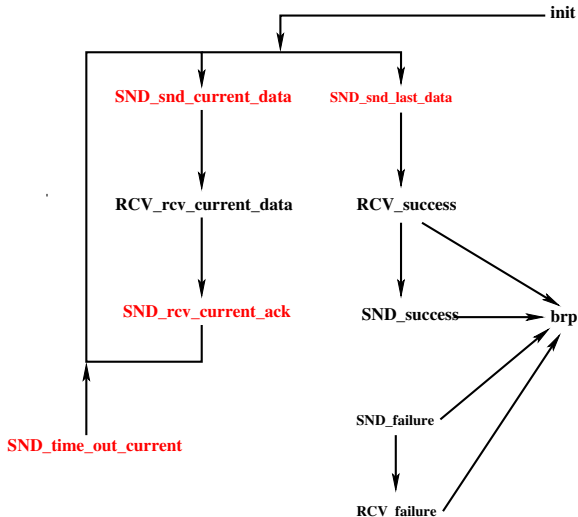 init
SND_snd_current_data
SND_snd_last_data
RCV_rcv_current_data
RCV_success
SND_rcv_current_ack
SND_success
brp
SND_failure
SND_time_out_current
RCV_failure